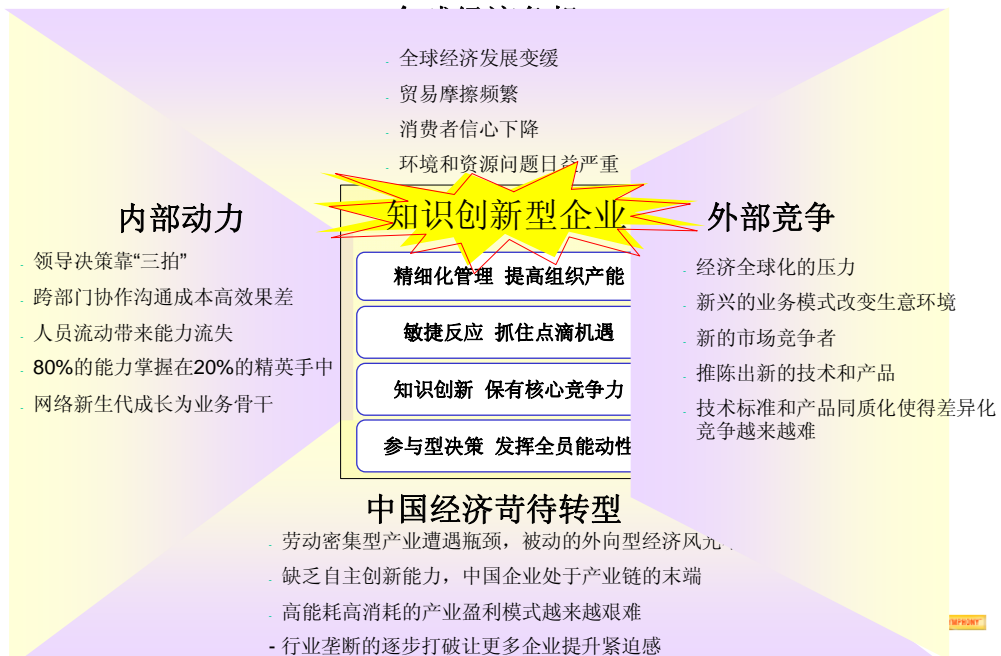 全球经济发展变缓
贸易摩擦频繁
消费者信心下降
环境和资源问题日益严重
知识创新型企业
内部动力
领导决策靠“三拍”
跨部门协作沟通成本高效果差
人员流动带来能力流失
80%的能力掌握在20%的精英手中
网络新生代成长为业务骨干
精细化管理 提高组织产能
敏捷反应 抓住点滴机遇
知识创新 保有核心竞争力
参与型决策 发挥全员能动性
外部竞争
经济全球化的压力
新兴的业务模式改变生意环境
新的市场竞争者
推陈出新的技术和产品
技术标准和产品同质化使得差异化
竞争越来越难
中国经济苛待转型
劳动密集型产业遭遇瓶颈，被动的外向型经济风光
缺乏自主创新能力，中国企业处于产业链的末端
高能耗高消耗的产业盈利模式越来越艰难
- 行业垄断的逐步打破让更多企业提升紧迫感